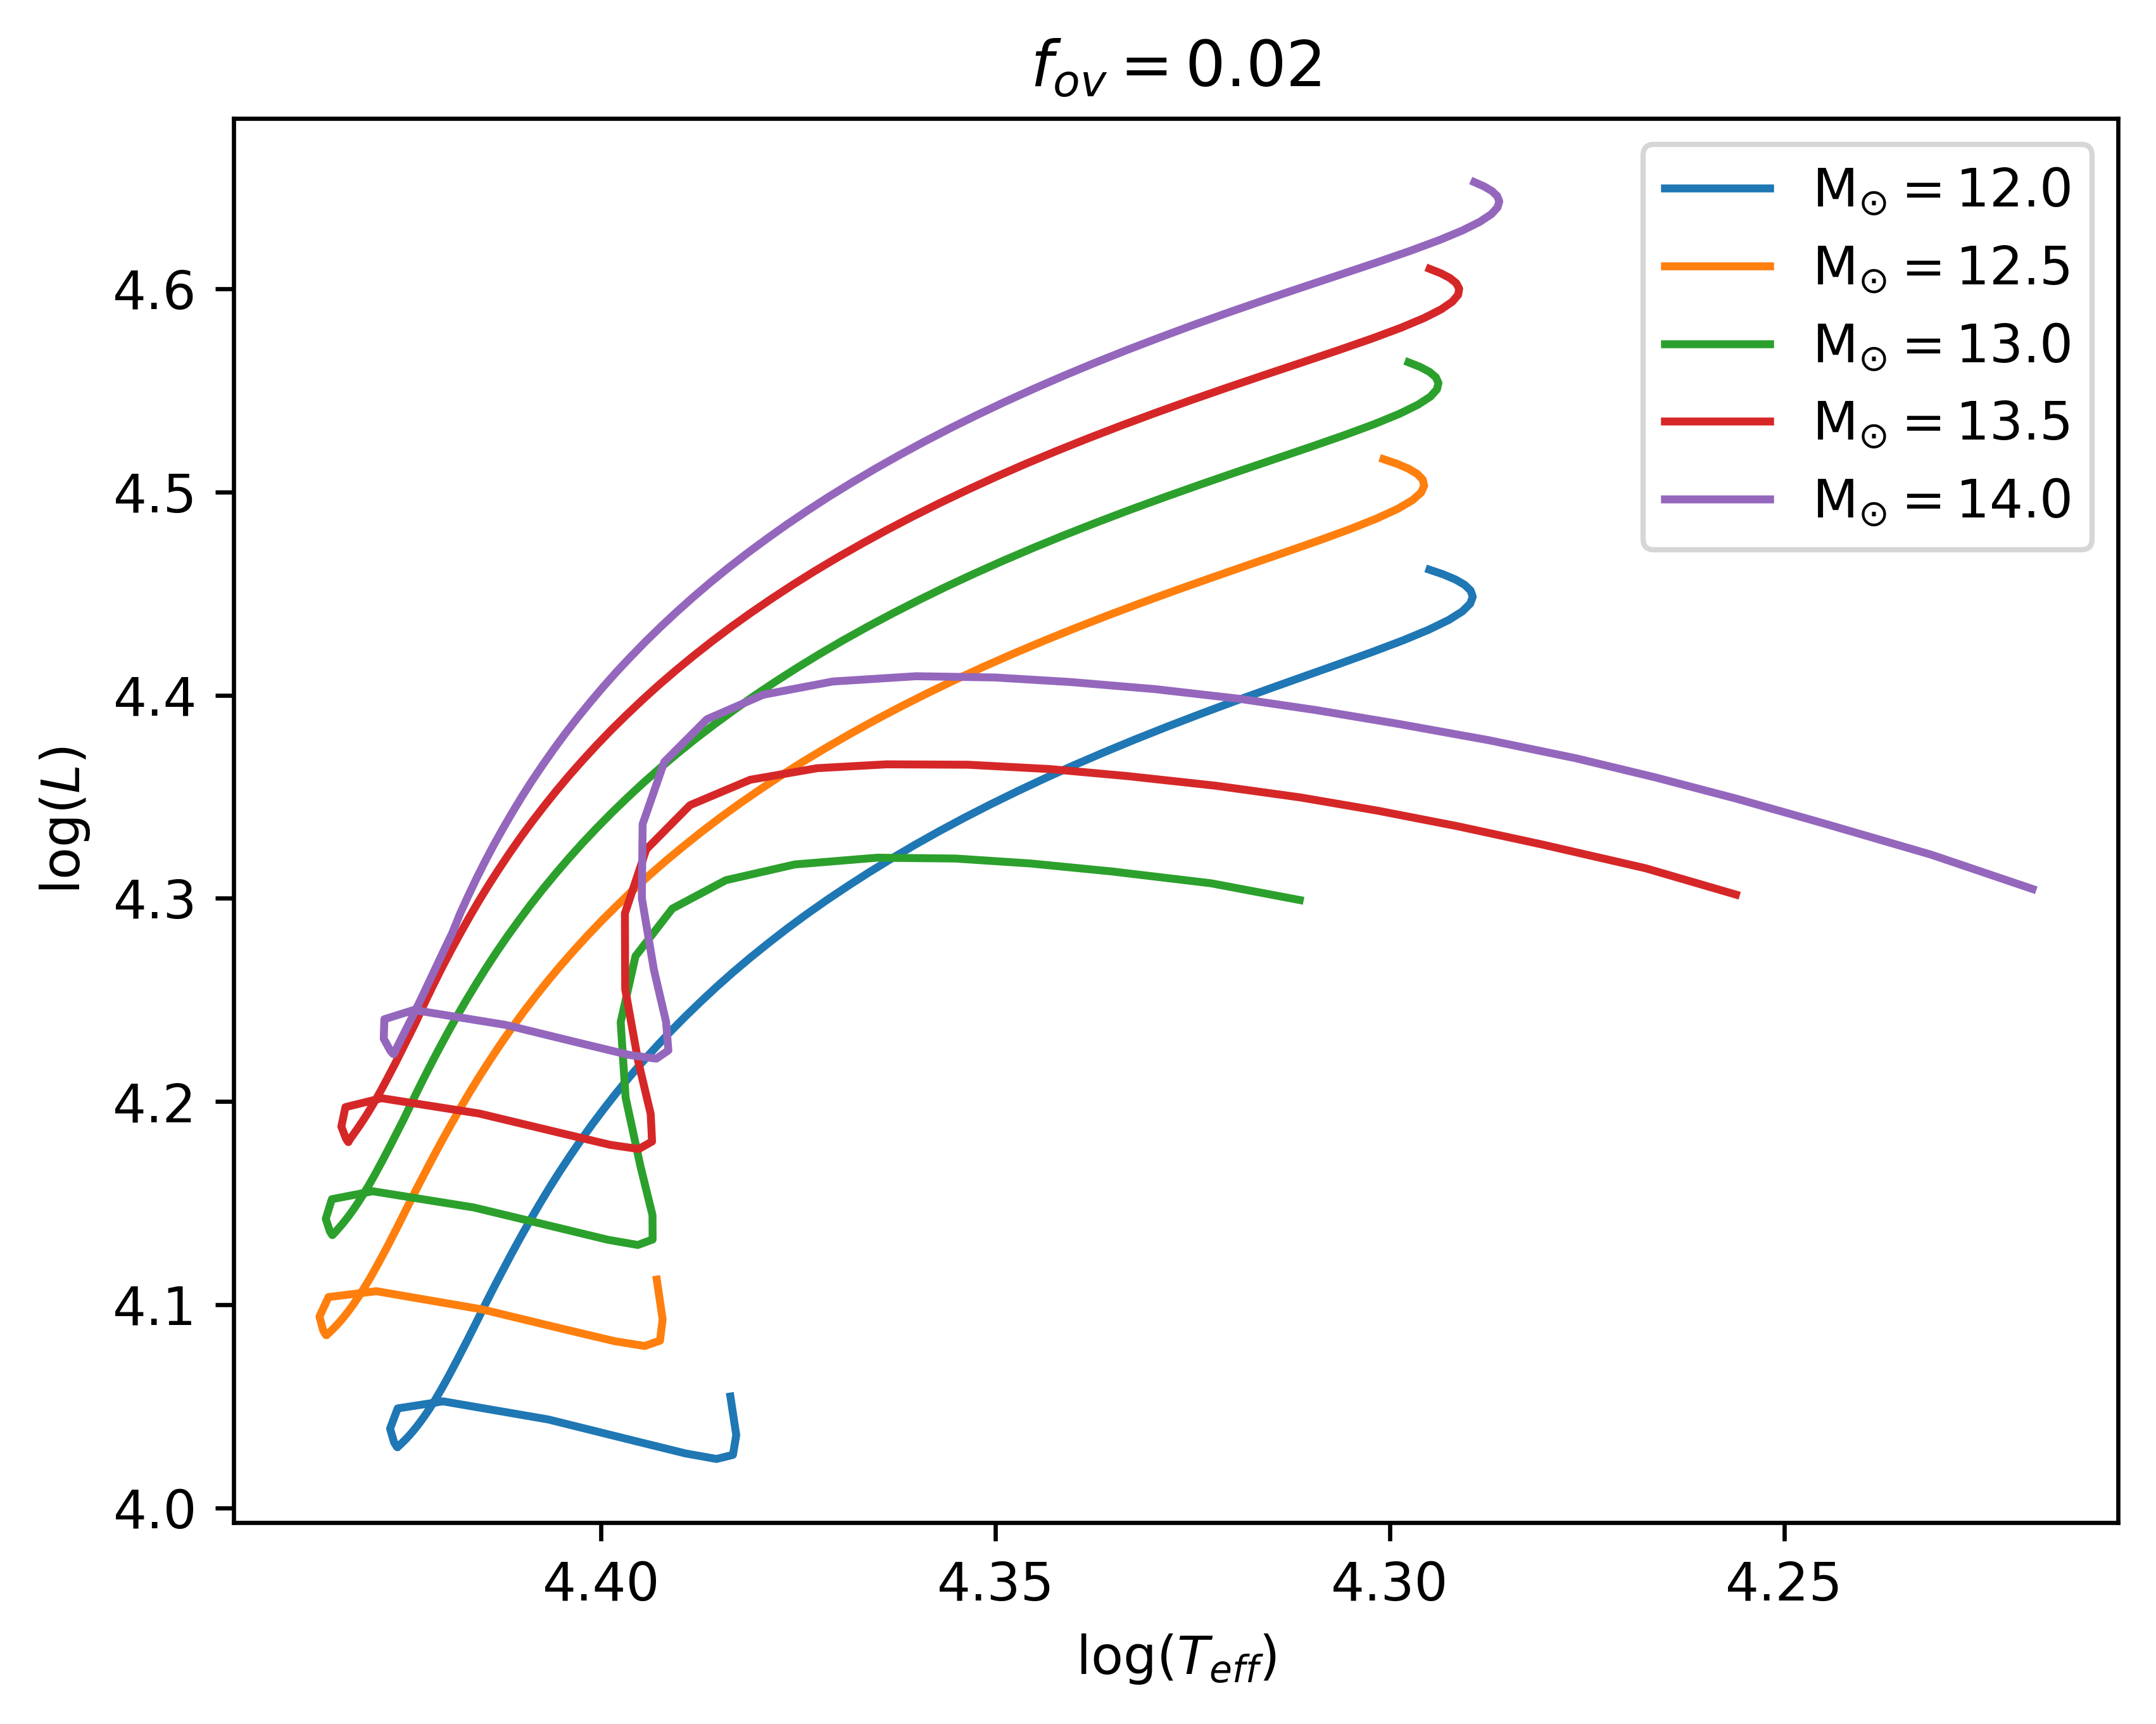 f_ov = 0.02
M⊙ = 12.0
M⊙ = 12.5
M⊙ = 13.0
M⊙ = 13.5
M⊙ = 14.0
log(L)
4.6
4.5
4.4
4.3
4.2
4.1
4.0
4.40 4.35 4.30 4.25
log(T_eff)